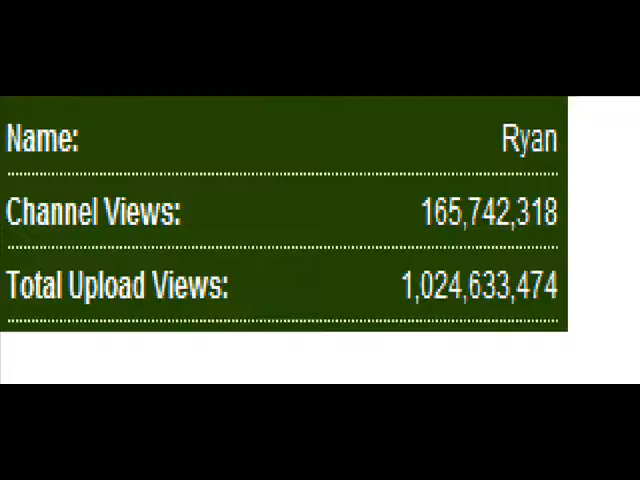 Name: Ryan
Channel Views: 165,742,318
Total Upload Views: 1,024,633,474